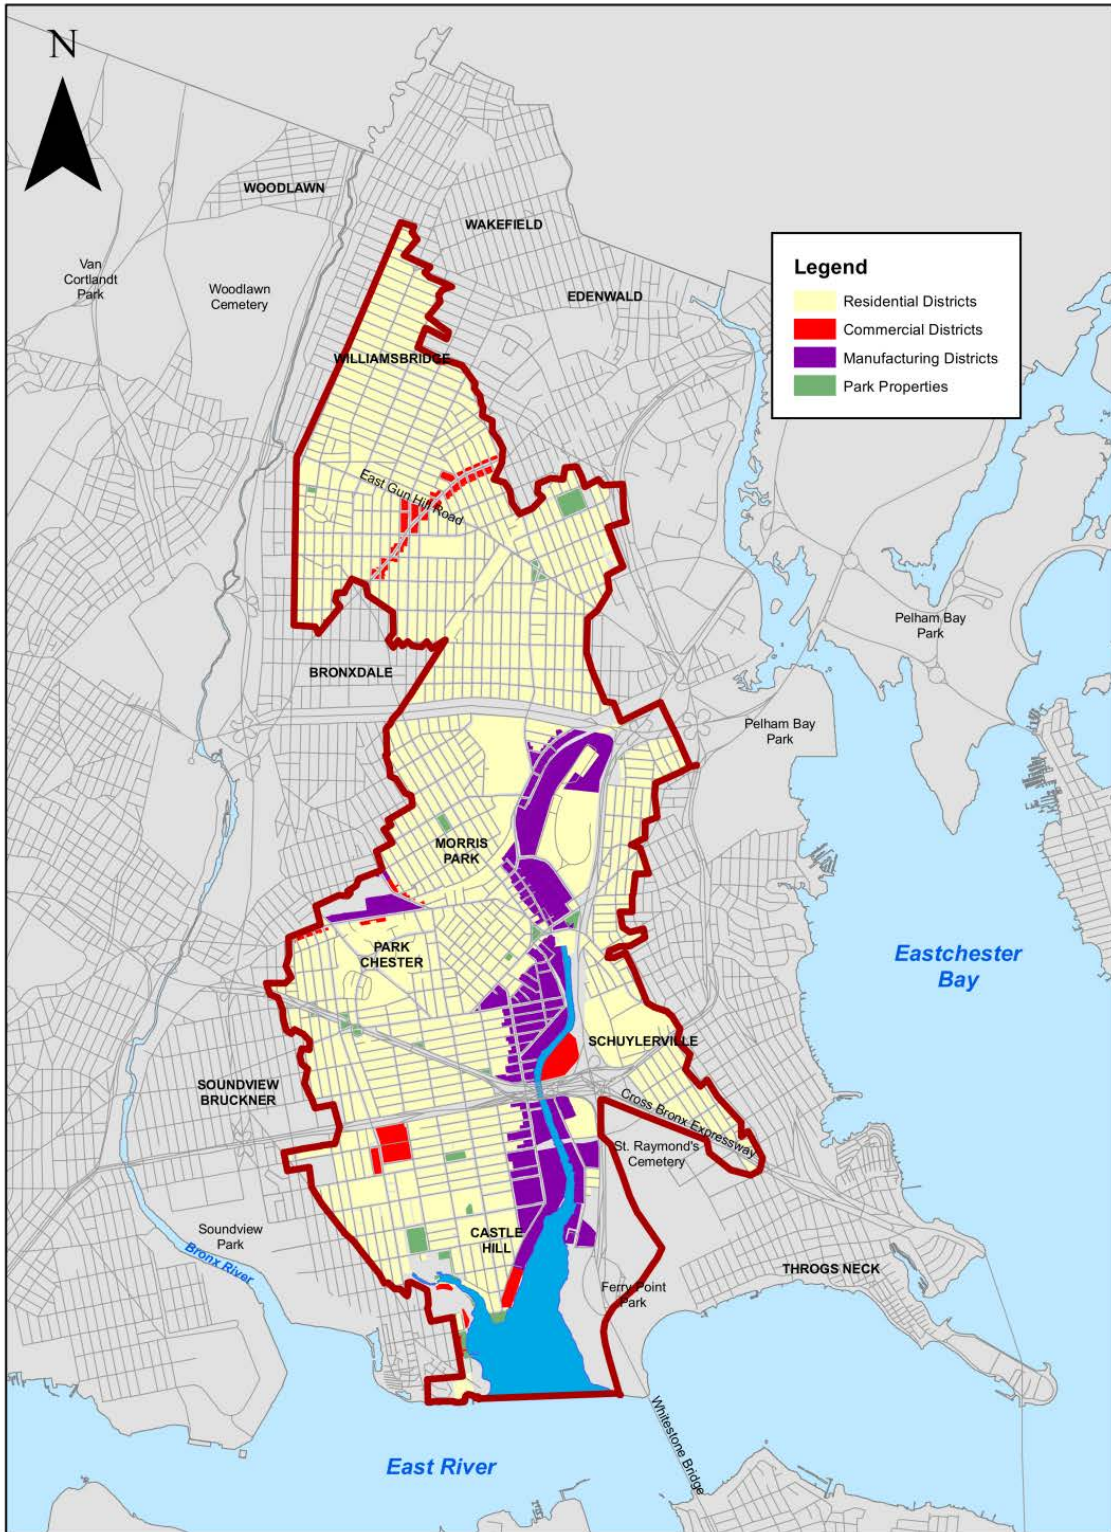 N
WOODLAWN
WAKEFIELD
Van
Cortlandt
Park
Woodlawn
Cemetery
EDENWALD
Legend
Residential Districts
Commercial Districts
Manufacturing Districts
Park Properties
WILLIAMSBRIDGE
East Gun Hill Road
Pelham Bay
Park
BRONXDALE
Pelham Bay
Park
MORRIS
PARK
PARK
CHESTER
Eastchester
Bay
SCHUYLERVILLE
SOUNDVIEW
BRUCKNER
Cross Bronx Expressway
St. Raymond's
Cemetery
Soundview
Park
Bronx River
CASTLE
HILL
THROGS NECK
Ferry Point
Park
Whitestone Bridge
East River